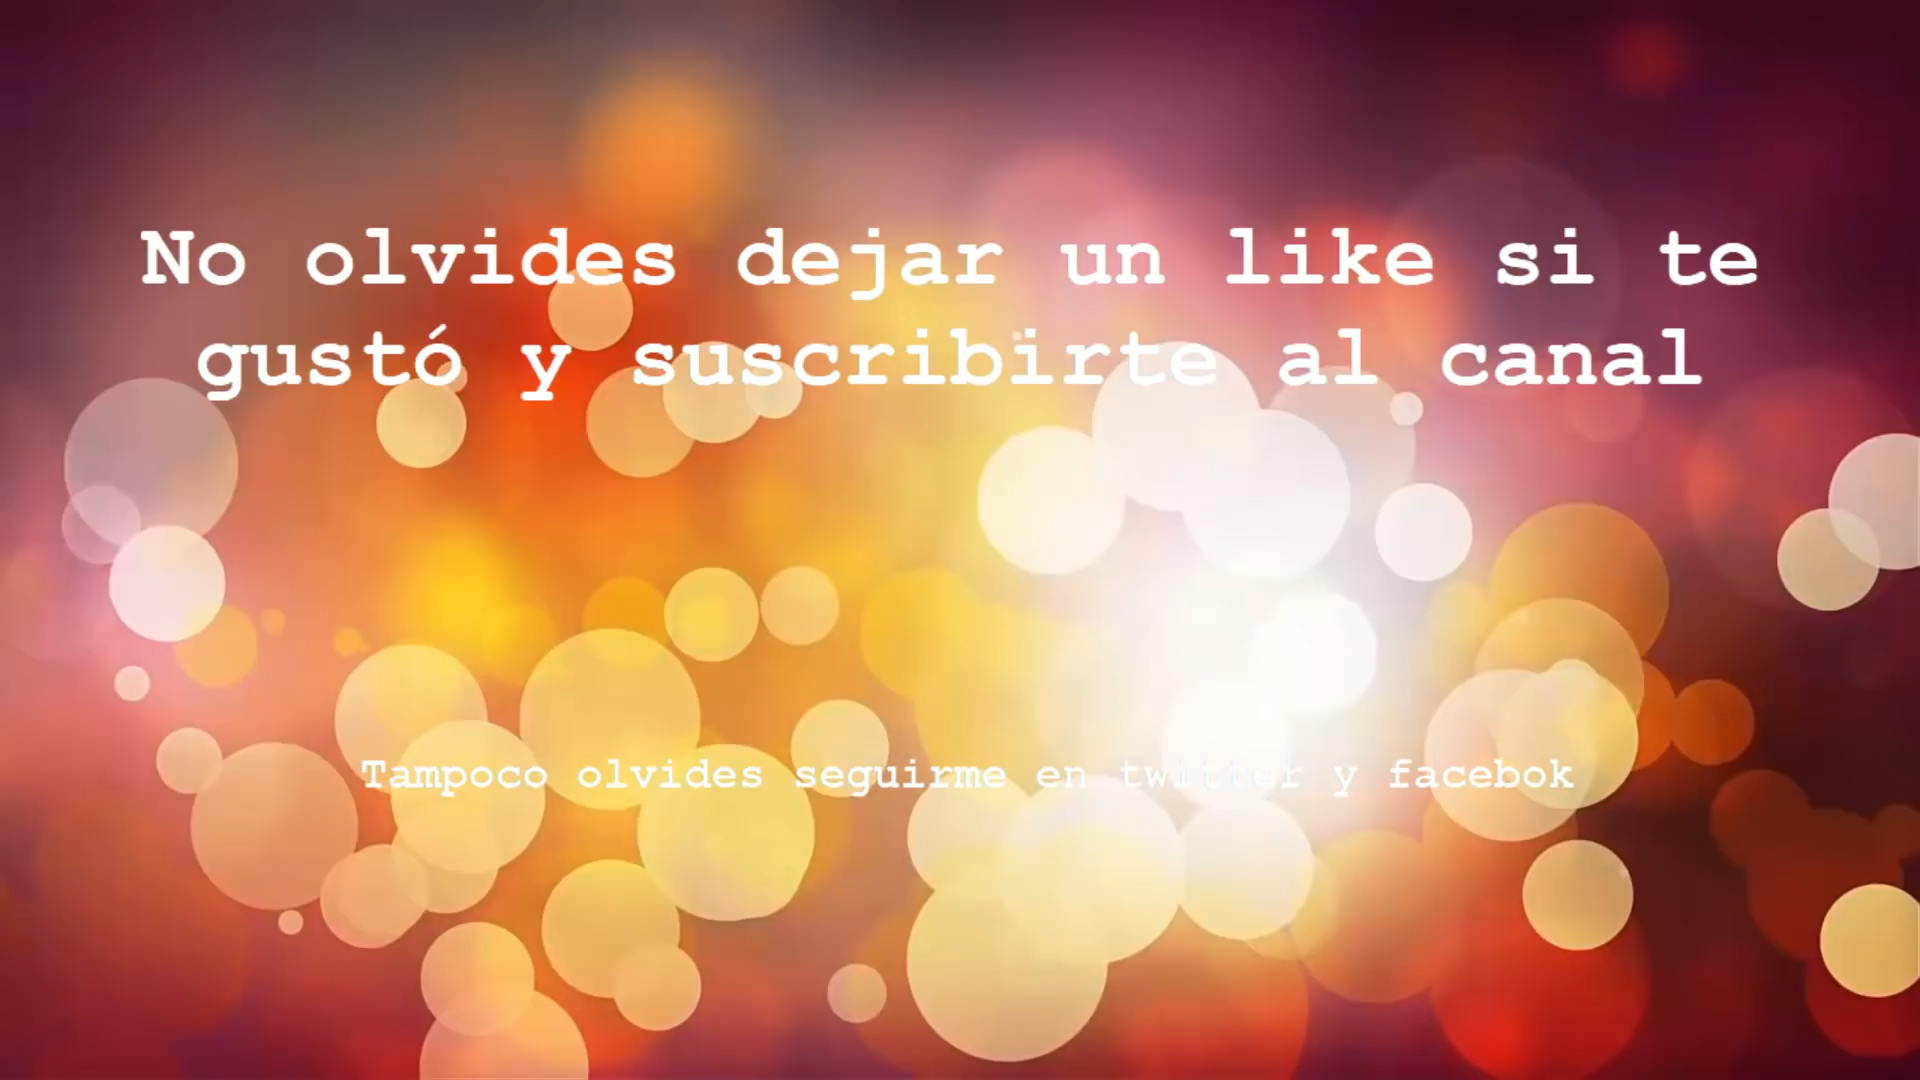 No olvides dejar un like si te
gustó y suscribirte al canal
Tampoco olvides seguirme en twitter y facebok